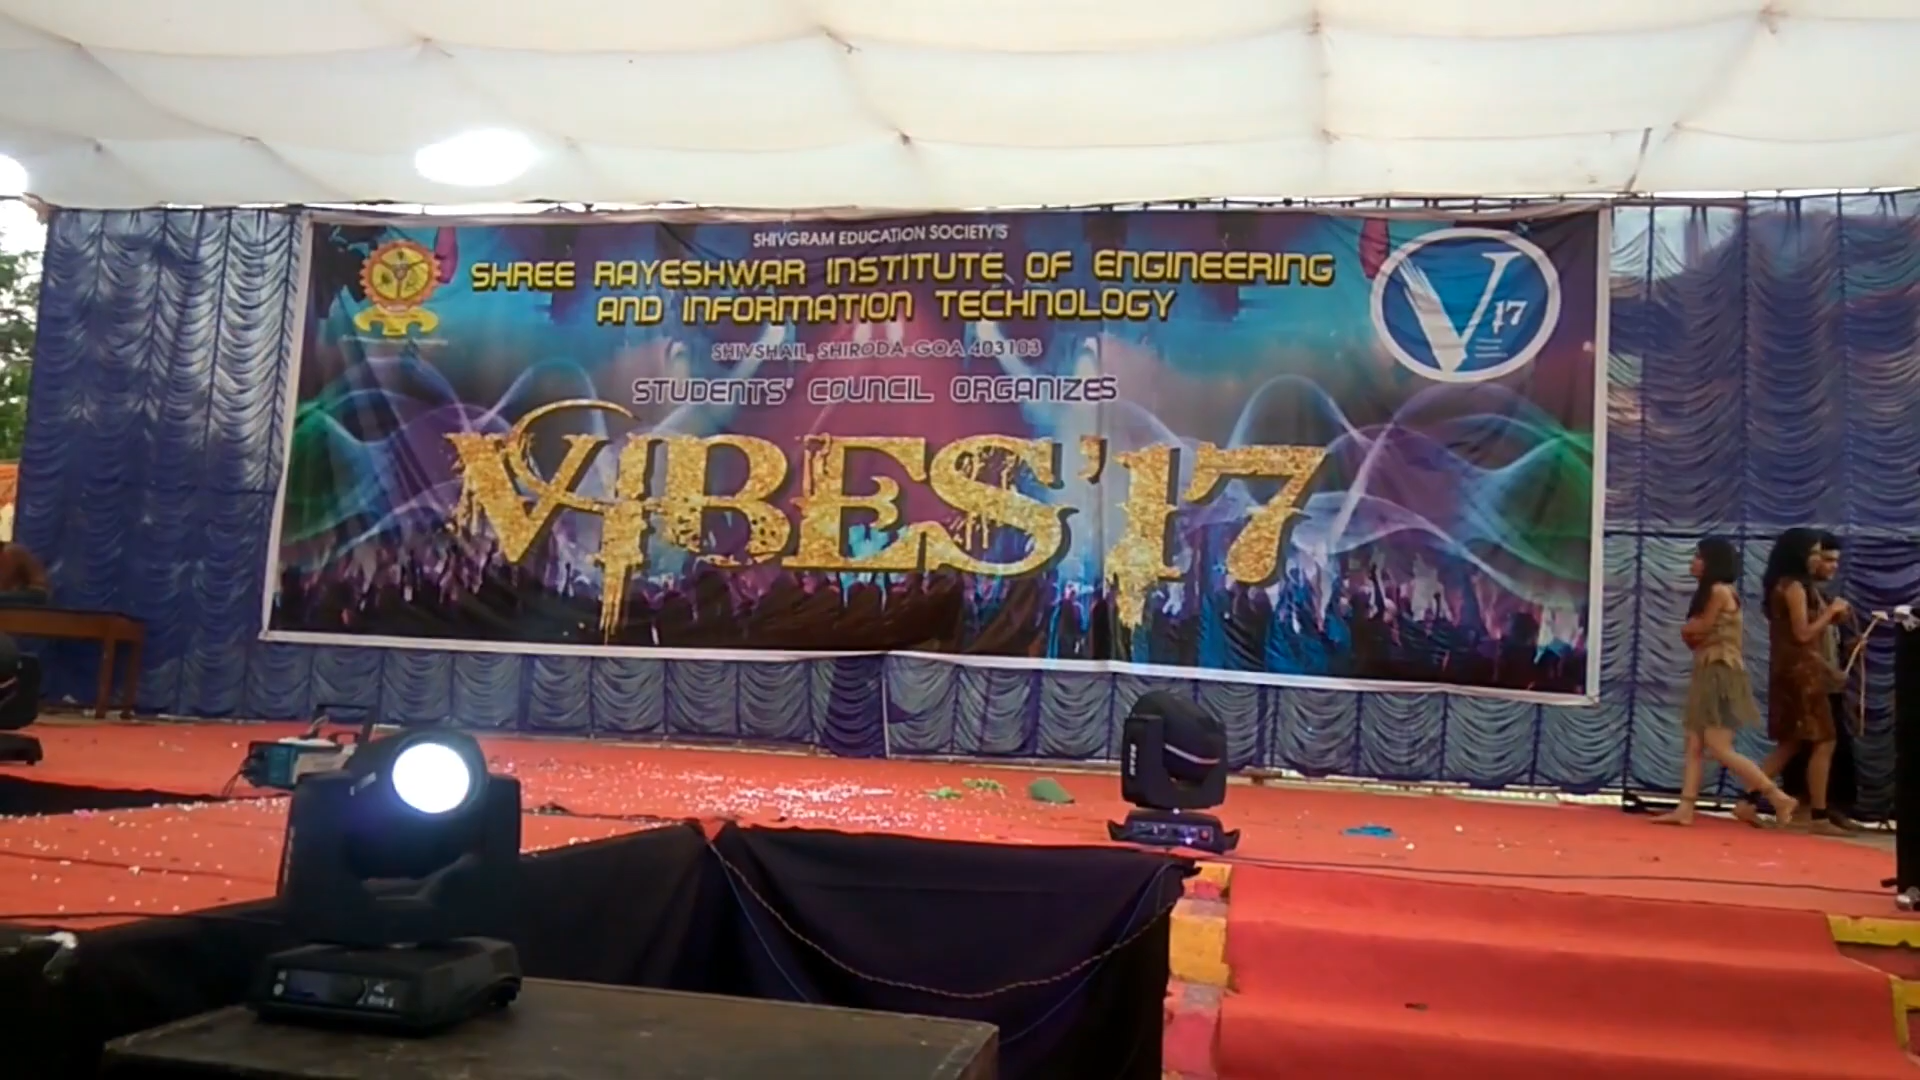 SHIVGRAM EDUCATION SOCIETY'S
SHREE RAYESHWAR INSTITUTE OF ENGINEERING
AND INFORMATION TECHNOLOGY
SHIVSHAIL, SHIRODA-GOA 403103
STUDENTS' COUNCIL ORGANIZES
VIBES'17
V 17